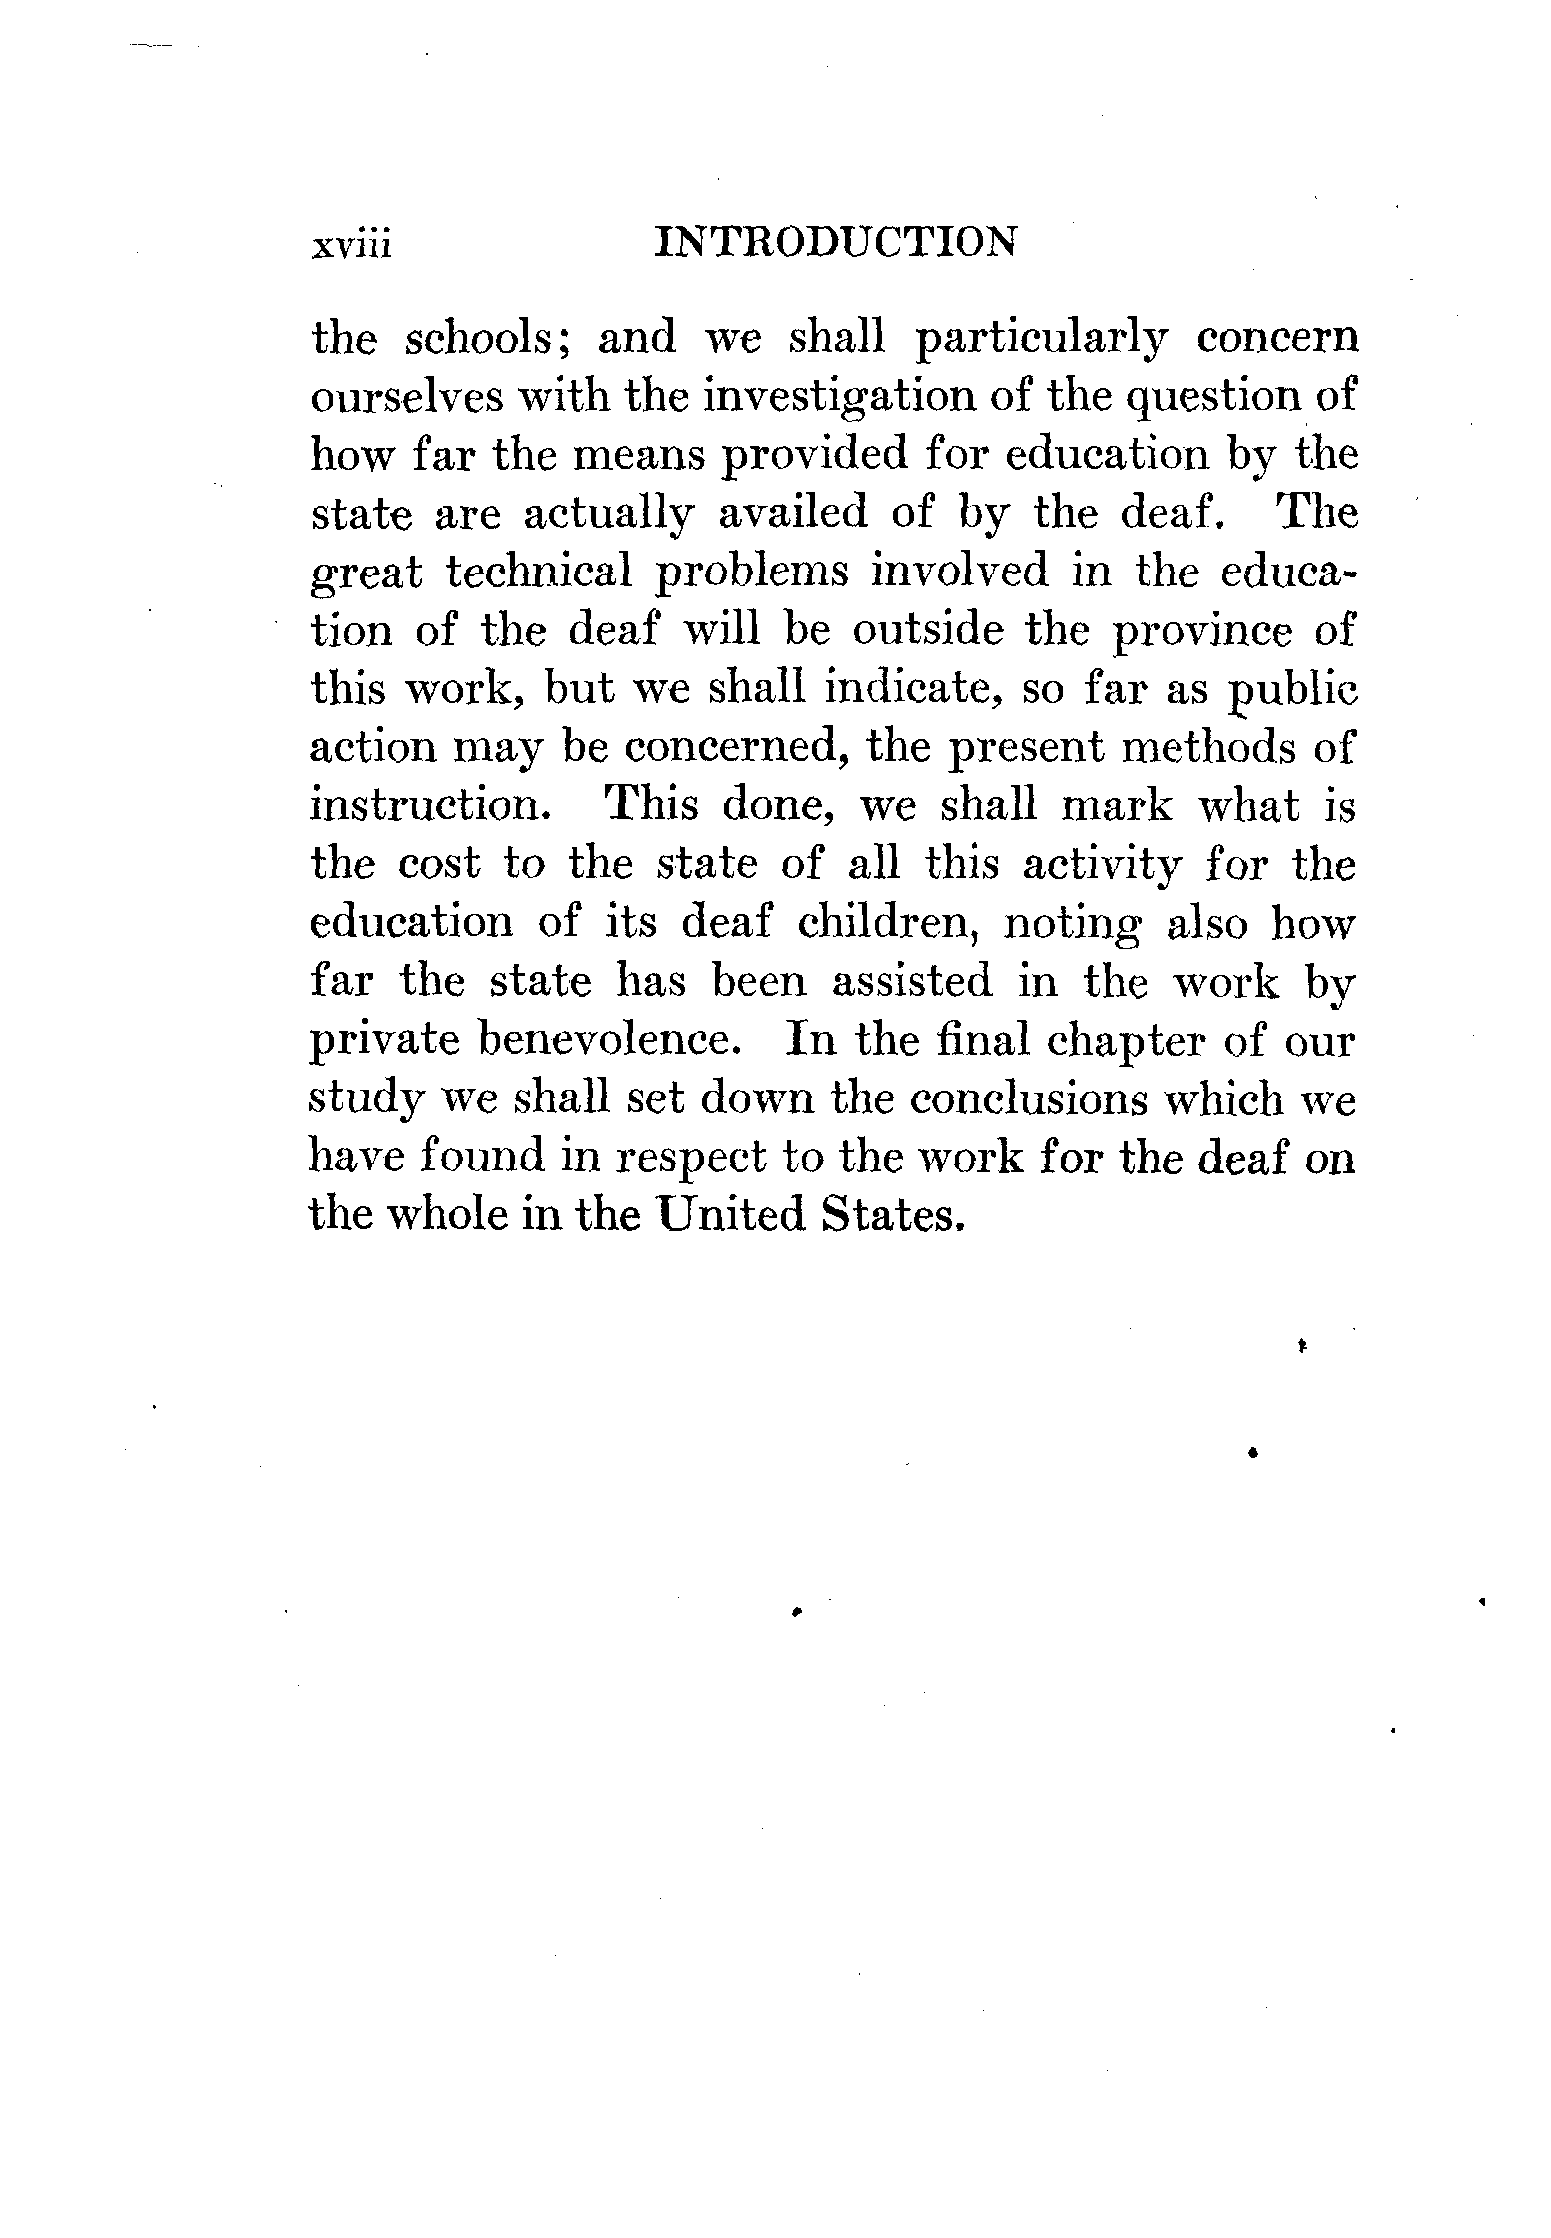 xviii INTRODUCTION
the schools; and we shall particularly concern
ourselves with the investigation of the question of
how far the means provided for education by the
state are actually availed of by the deaf. The
great technical problems involved in the educa-
tion of the deaf will be outside the province of
this work, but we shall indicate, so far as public
action may be concerned, the present methods of
instruction. This done, we shall mark what is
the cost to the state of all this activity for the
education of its deaf children, noting also how
far the state has been assisted in the work by
private benevolence. In the final chapter of our
study we shall set down the conclusions which we
have found in respect to the work for the deaf on
the whole in the United States.